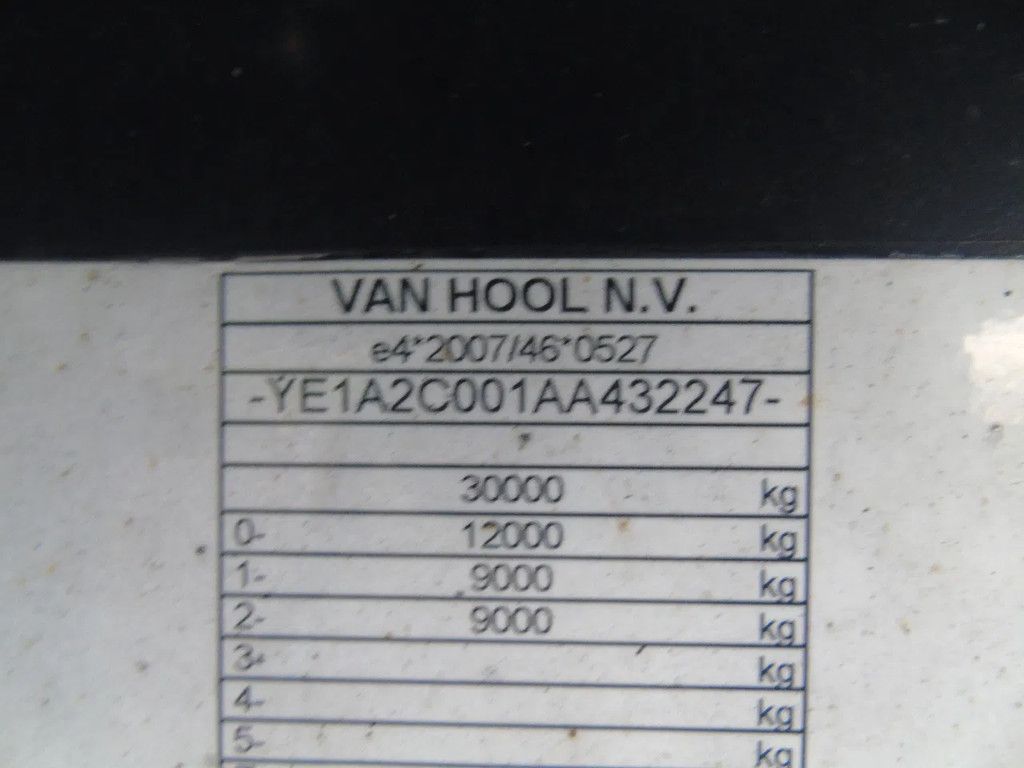 VAN HOOL N.V.
e4*2007/46*0527
-YE1A2C001AA432247-
30000 kg
0- 12000 kg
1- 9000 kg
2- 9000 kg
3- kg
4- kg
5- kg